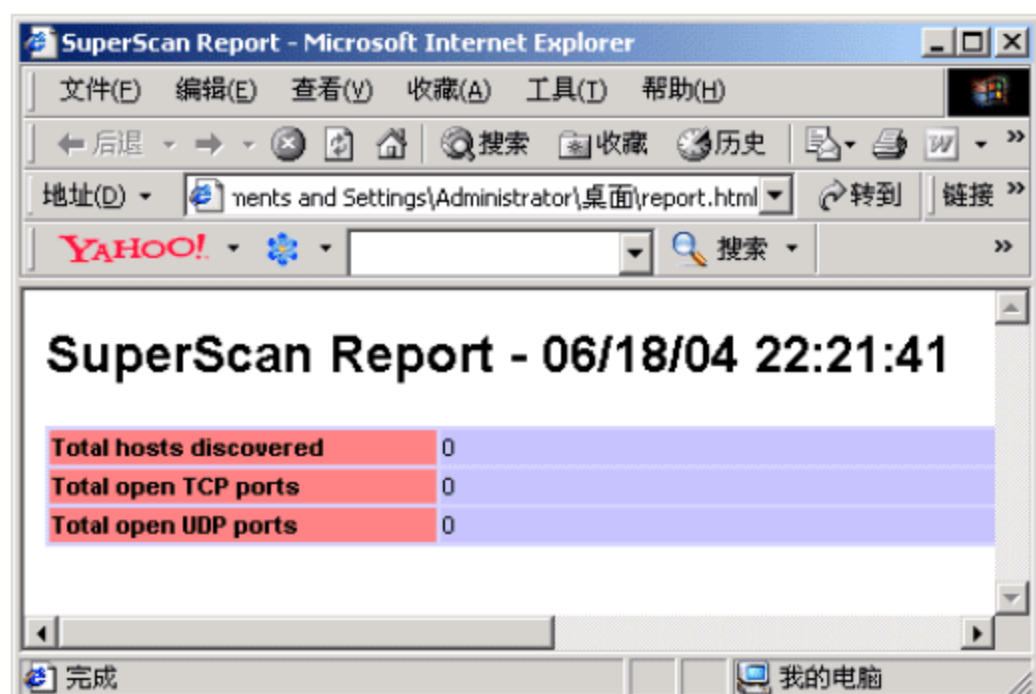 SuperScan Report - Microsoft Internet Explorer
文件(F) 编辑(E) 查看(V) 收藏(A) 工具(T) 帮助(H)
后退 搜索 收藏 历史 W »
地址(D) ments and Settings\Administrator\桌面\report.html 转到 链接 »
YAHOO! 搜索 »
SuperScan Report - 06/18/04 22:21:41
Total hosts discovered 0
Total open TCP ports 0
Total open UDP ports 0
完成 我的电脑